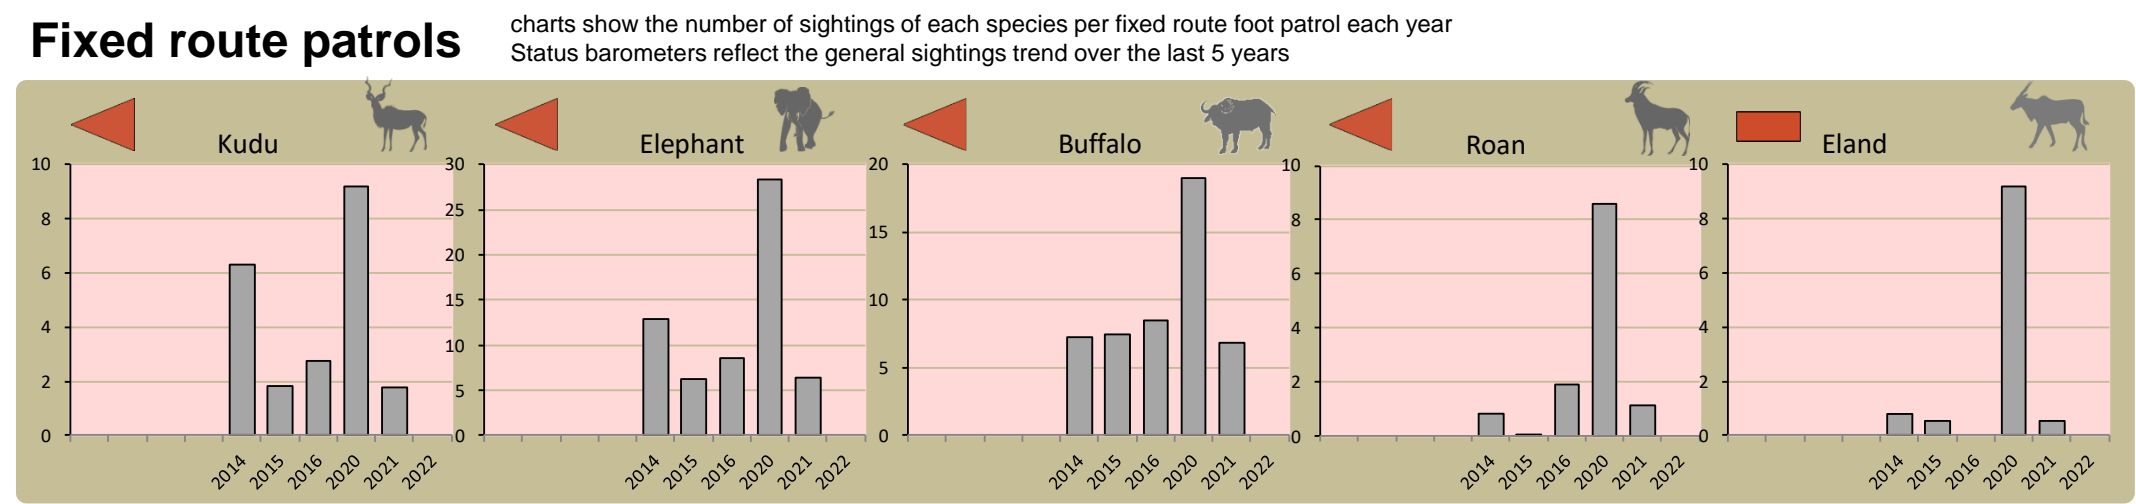 Fixed route patrols
charts show the number of sightings of each species per fixed route foot patrol each year
Status barometers reflect the general sightings trend over the last 5 years
Kudu
10
8
6
4
2
0
2014 2015 2016 2020 2021 2022
Elephant
30
25
20
15
10
5
0
2014 2015 2016 2020 2021 2022
Buffalo
20
15
10
5
0
2014 2015 2016 2020 2021 2022
Roan
10
8
6
4
2
0
2014 2015 2016 2020 2021 2022
Eland
10
8
6
4
2
0
2014 2015 2016 2020 2021 2022